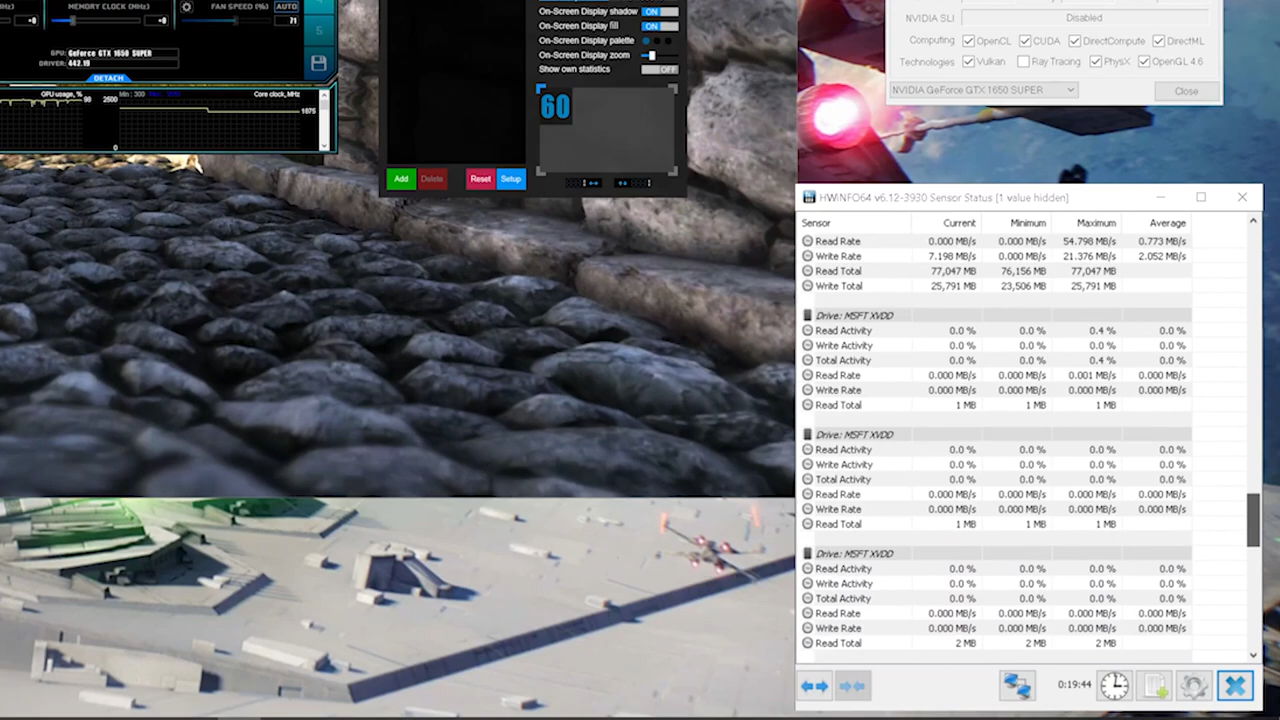 MEMORY CLOCK (MHz)
+0
+0
FAN SPEED (%)
AUTO
71
5
GPU: GeForce GTX 1650 SUPER
DRIVER: 442.19
DETACH
GPU usage, %
98
2500
Core clock, MHz
1875
0
On-Screen Display shadow
ON
On-Screen Display fill
ON
On-Screen Display palette
On-Screen Display zoom
Show own statistics
OFF
60
Add
Delete
Reset
Setup
NVIDIA SLI
Disabled
Computing
OpenCL
CUDA
DirectCompute
DirectML
Technologies
Vulkan
Ray Tracing
PhysX
OpenGL 4.6
NVIDIA GeForce GTX 1650 SUPER
Close
HWiNFO64 v6.12-3930 Sensor Status [1 value hidden]
Sensor Current Minimum Maximum Average
Read Rate 0.000 MB/s 0.000 MB/s 54.798 MB/s 0.773 MB/s
Write Rate 7.198 MB/s 0.000 MB/s 21.376 MB/s 2.052 MB/s
Read Total 77,047 MB 76,156 MB 77,047 MB
Write Total 25,791 MB 23,506 MB 25,791 MB
Drive: MSFT XVDD
Read Activity 0.0 % 0.0 % 0.4 % 0.0 %
Write Activity 0.0 % 0.0 % 0.0 % 0.0 %
Total Activity 0.0 % 0.0 % 0.4 % 0.0 %
Read Rate 0.000 MB/s 0.000 MB/s 0.001 MB/s 0.000 MB/s
Write Rate 0.000 MB/s 0.000 MB/s 0.000 MB/s 0.000 MB/s
Read Total 1 MB 1 MB 1 MB
Drive: MSFT XVDD
Read Activity 0.0 % 0.0 % 0.0 % 0.0 %
Write Activity 0.0 % 0.0 % 0.0 % 0.0 %
Total Activity 0.0 % 0.0 % 0.0 % 0.0 %
Read Rate 0.000 MB/s 0.000 MB/s 0.000 MB/s 0.000 MB/s
Write Rate 0.000 MB/s 0.000 MB/s 0.000 MB/s 0.000 MB/s
Read Total 1 MB 1 MB 1 MB
Drive: MSFT XVDD
Read Activity 0.0 % 0.0 % 0.0 % 0.0 %
Write Activity 0.0 % 0.0 % 0.0 % 0.0 %
Total Activity 0.0 % 0.0 % 0.0 % 0.0 %
Read Rate 0.000 MB/s 0.000 MB/s 0.000 MB/s 0.000 MB/s
Write Rate 0.000 MB/s 0.000 MB/s 0.000 MB/s 0.000 MB/s
Read Total 2 MB 2 MB 2 MB
0:19:44